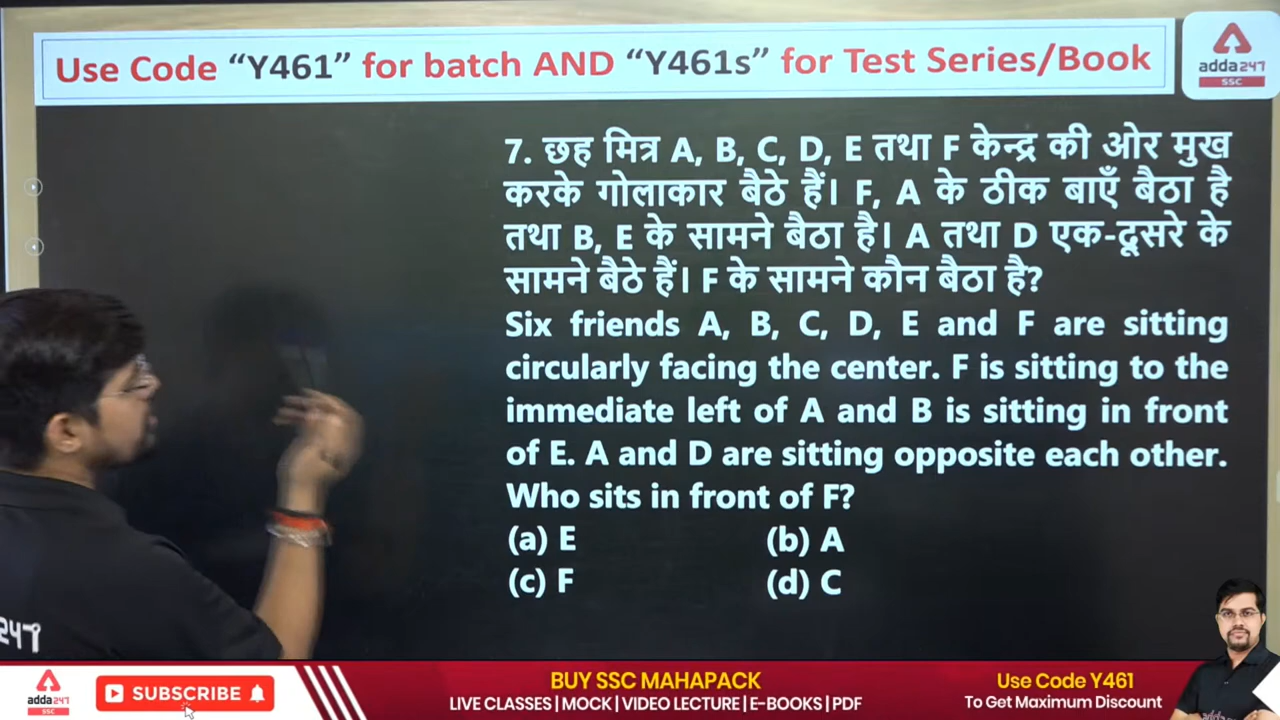 Use Code “Y461” for batch AND “Y461s” for Test Series/Book
adda247
SSC
7. छह मित्र A, B, C, D, E तथा F केन्द्र की ओर मुख
करके गोलाकार बैठे हैं। F, A के ठीक बाएँ बैठा है
तथा B, E के सामने बैठा है। A तथा D एक-दूसरे के
सामने बैठे हैं। F के सामने कौन बैठा है?
Six friends A, B, C, D, E and F are sitting
circularly facing the center. F is sitting to the
immediate left of A and B is sitting in front
of E. A and D are sitting opposite each other.
Who sits in front of F?
(a) E (b) A
(c) F (d) C
247
adda247
SSC
SUBSCRIBE
BUY SSC MAHAPACK
LIVE CLASSES | MOCK | VIDEO LECTURE | E-BOOKS | PDF
Use Code Y461
To Get Maximum Discount